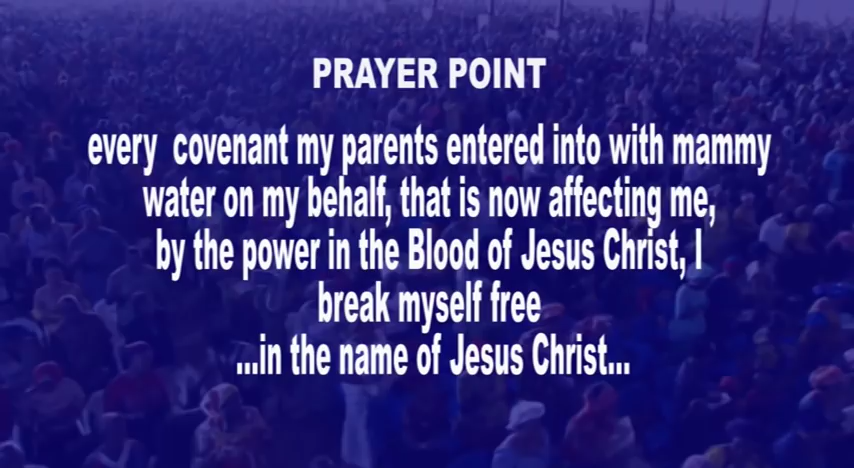 PRAYER POINT
every covenant my parents entered into with mammy
water on my behalf, that is now affecting me,
by the power in the Blood of Jesus Christ, I
break myself free
...in the name of Jesus Christ...